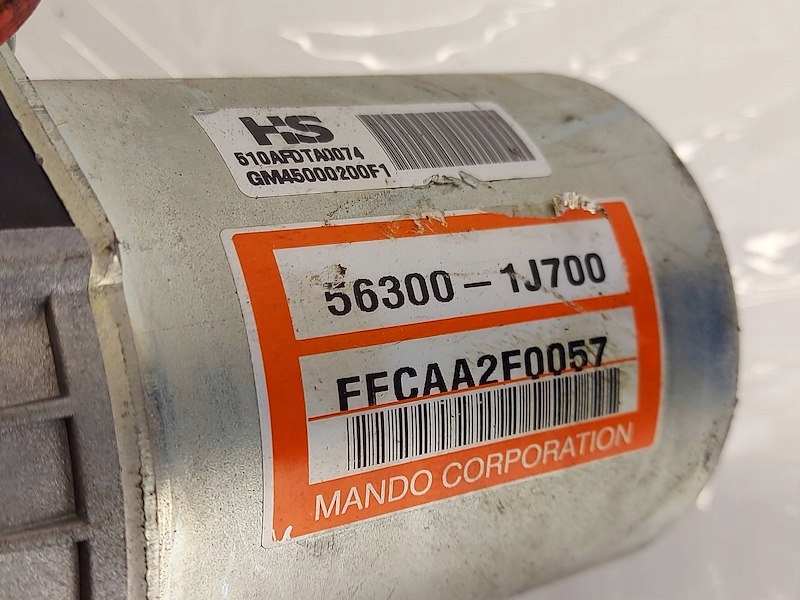 HS
510AFDTA0074
GM45000200F1
56300-1J700
FFCAA2F0057
MANDO CORPORATION